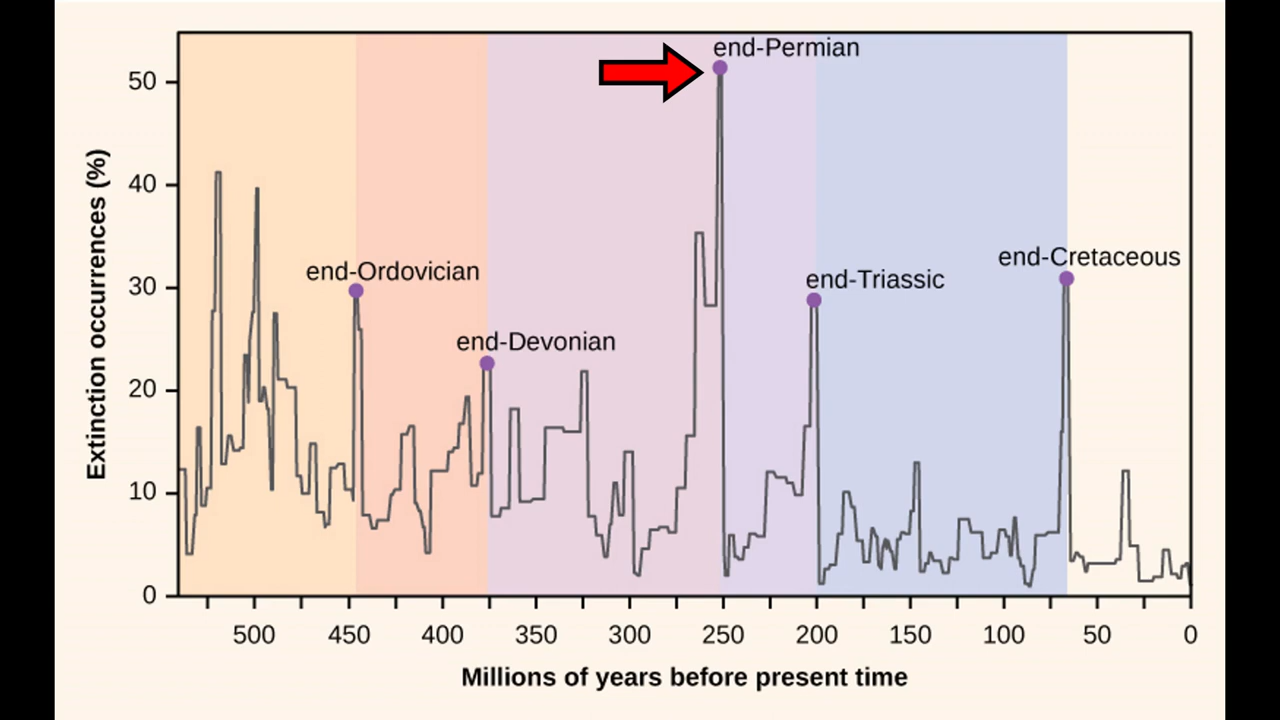 end-Permian
50
40
end-Cretaceous
end-Ordovician
end-Triassic
30
end-Devonian
20
10
0
Extinction occurrences (%)
500 450 400 350 300 250 200 150 100 50 0
Millions of years before present time